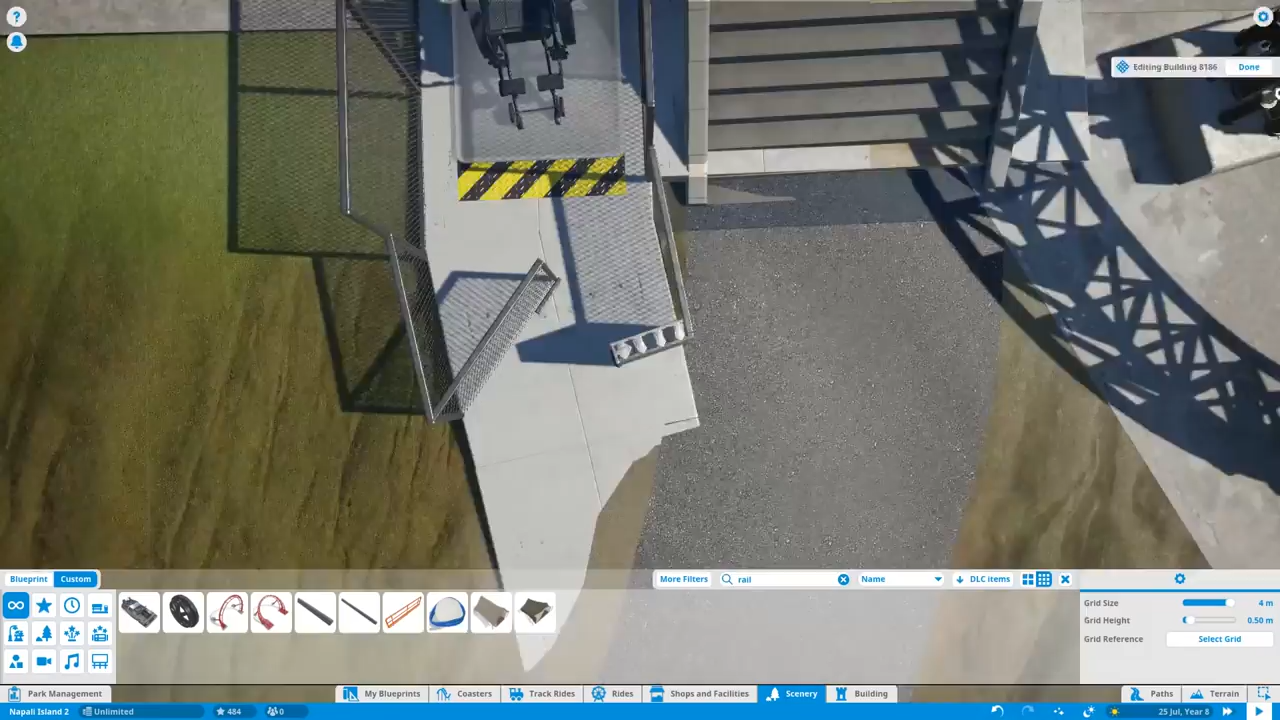 ?
Editing Building 8186
Done
Blueprint
Custom
More Filters
rail
Name
DLC items
Grid Size
4 m
Grid Height
0.50 m
Grid Reference
Select Grid
Park Management
My Blueprints
Coasters
Track Rides
Rides
Shops and Facilities
Scenery
Building
Paths
Terrain
Napali Island 2
Unlimited
484
0
25 Jul, Year 8